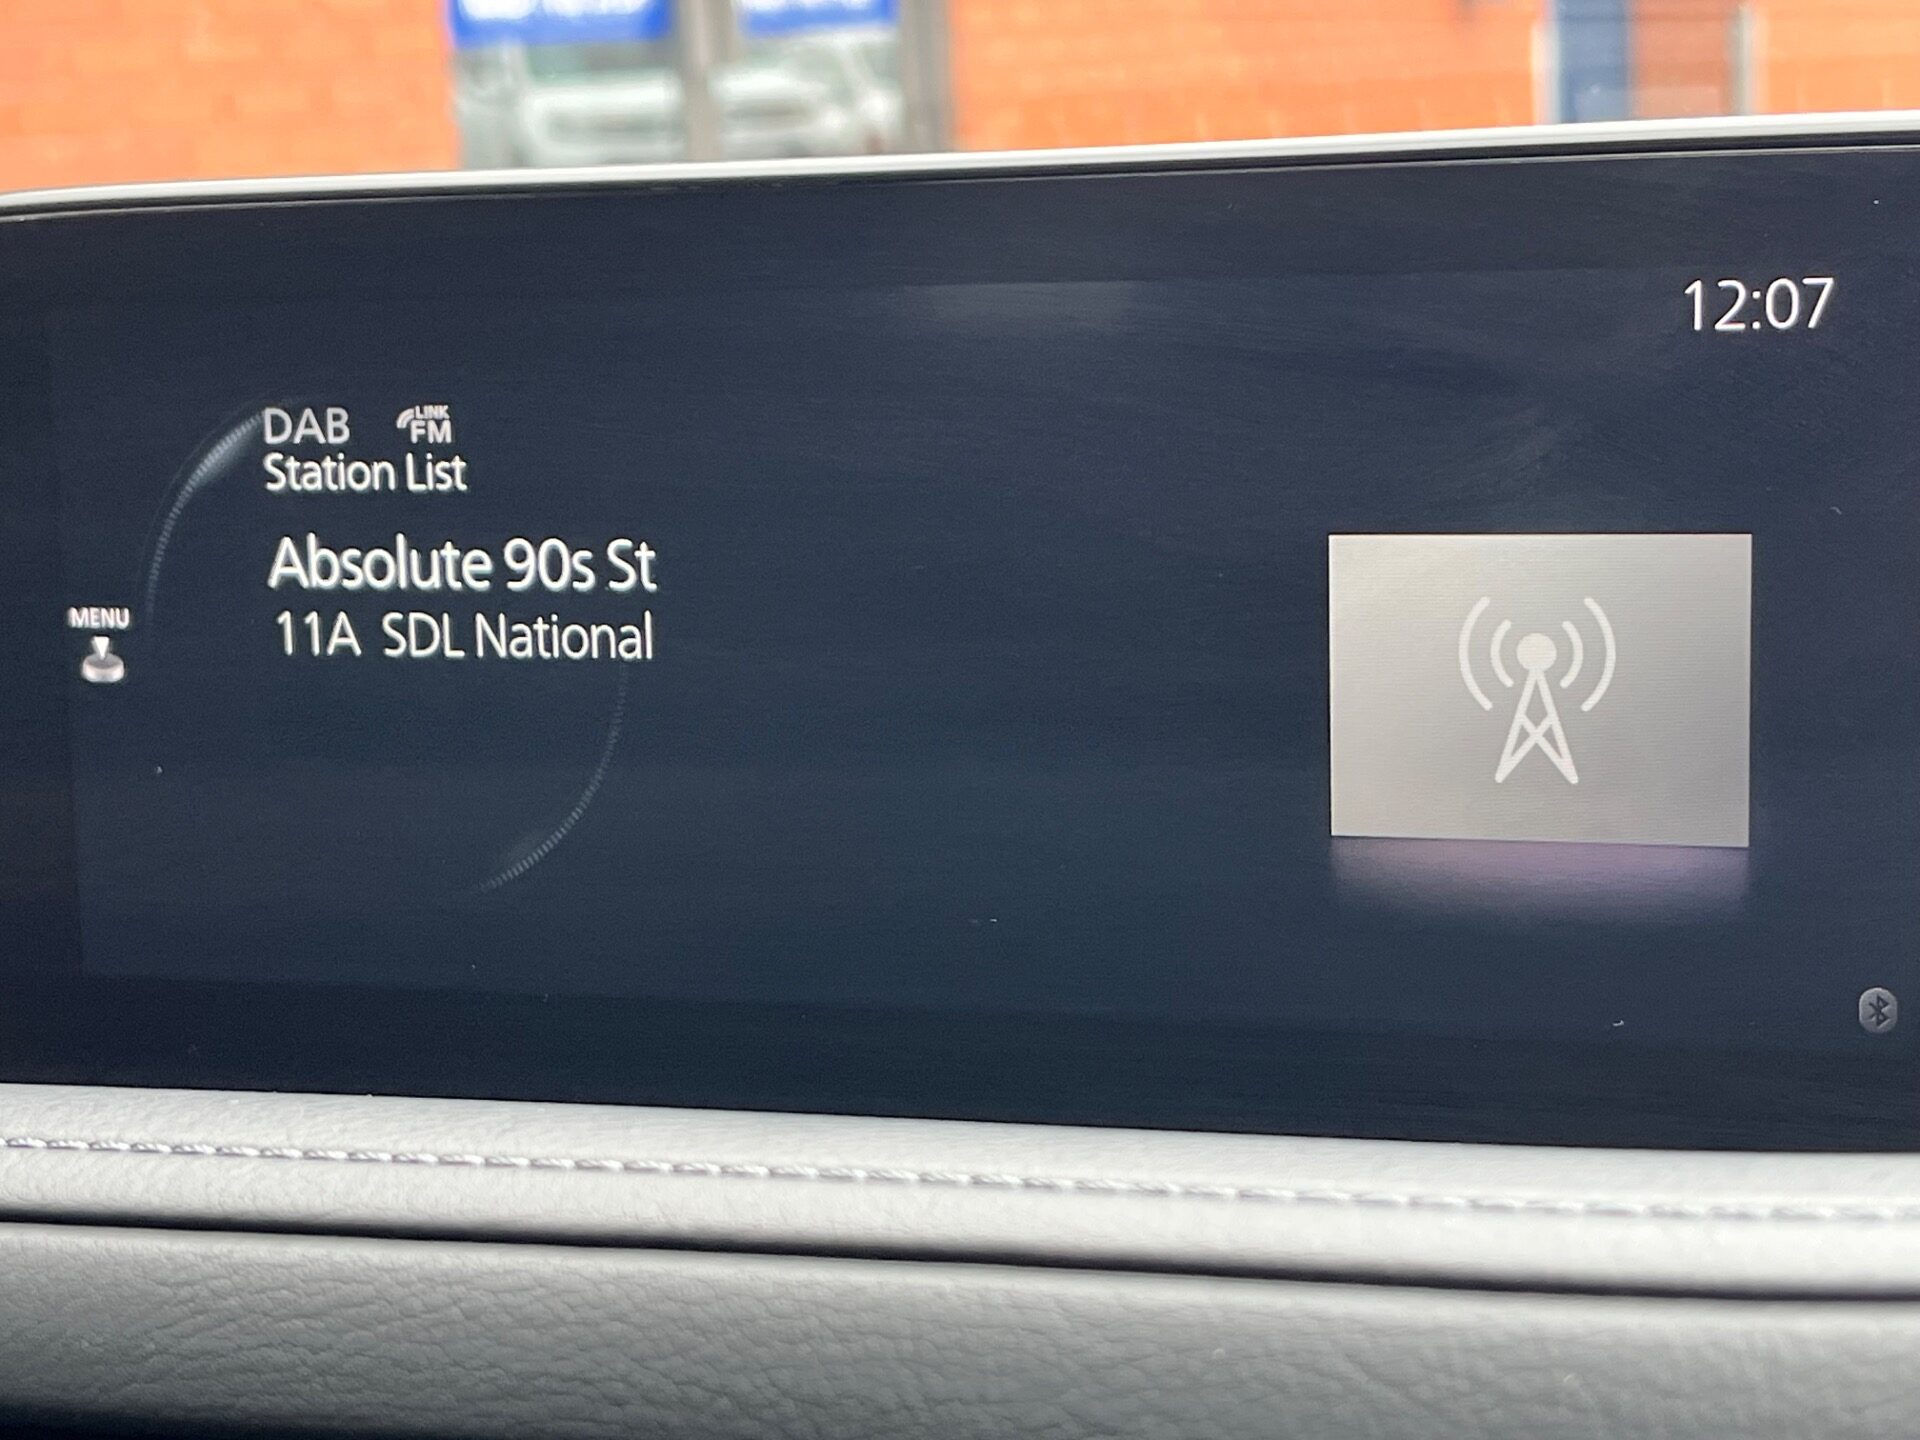 12:07
DAB LINK FM
Station List
Absolute 90s St
11A SDL National
MENU